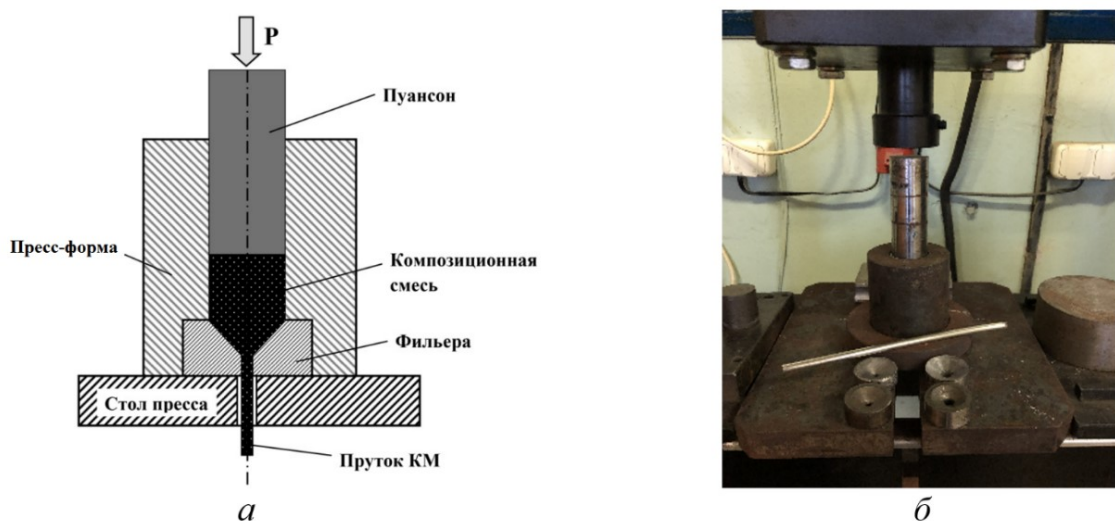 P
Пуансон
Пресс-форма
Композиционная
смесь
Фильера
Стол пресса
Пруток КМ
а
б